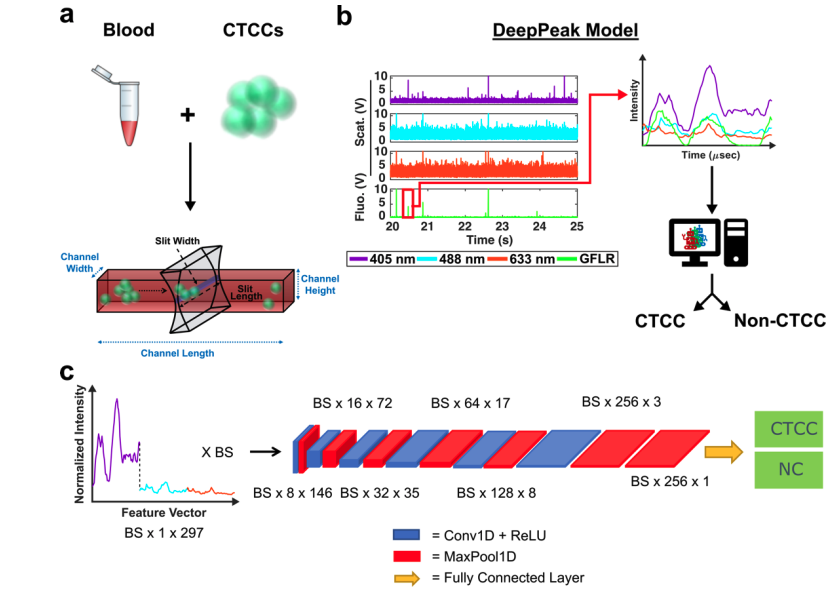 a
Blood
CTCCs
+
Slit Width
Channel
Width
Slit
Length
Channel
Height
Channel Length
b
DeepPeak Model
Scat. (V)
Fluo. (V)
10
5
0
10
5
0
10
5
0
10
5
0
20
21
22
23
24
25
Time (s)
405 nm
488 nm
633 nm
GFLR
Intensity
Time (μsec)
CTCC
Non-CTCC
c
Normalized Intensity
Feature Vector
BS x 1 x 297
X BS
BS x 8 x 146
BS x 16 x 72
BS x 32 x 35
BS x 64 x 17
BS x 128 x 8
BS x 256 x 3
BS x 256 x 1
CTCC
NC
= Conv1D + ReLU
= MaxPool1D
= Fully Connected Layer